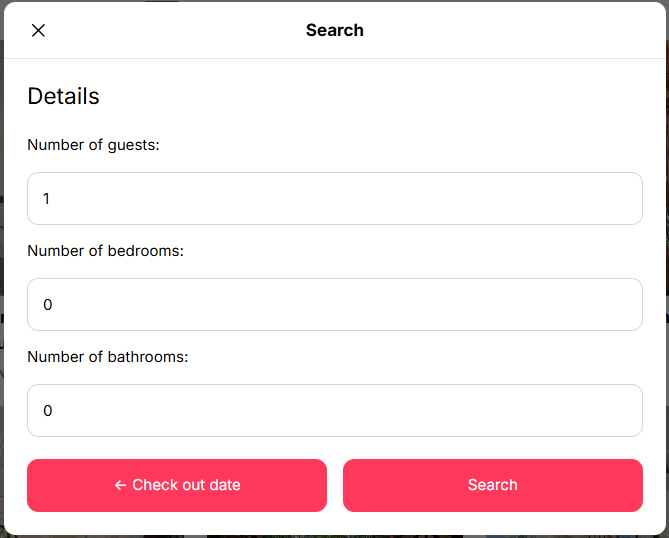 Search
Details
Number of guests:
1
Number of bedrooms:
0
Number of bathrooms:
0
← Check out date
Search